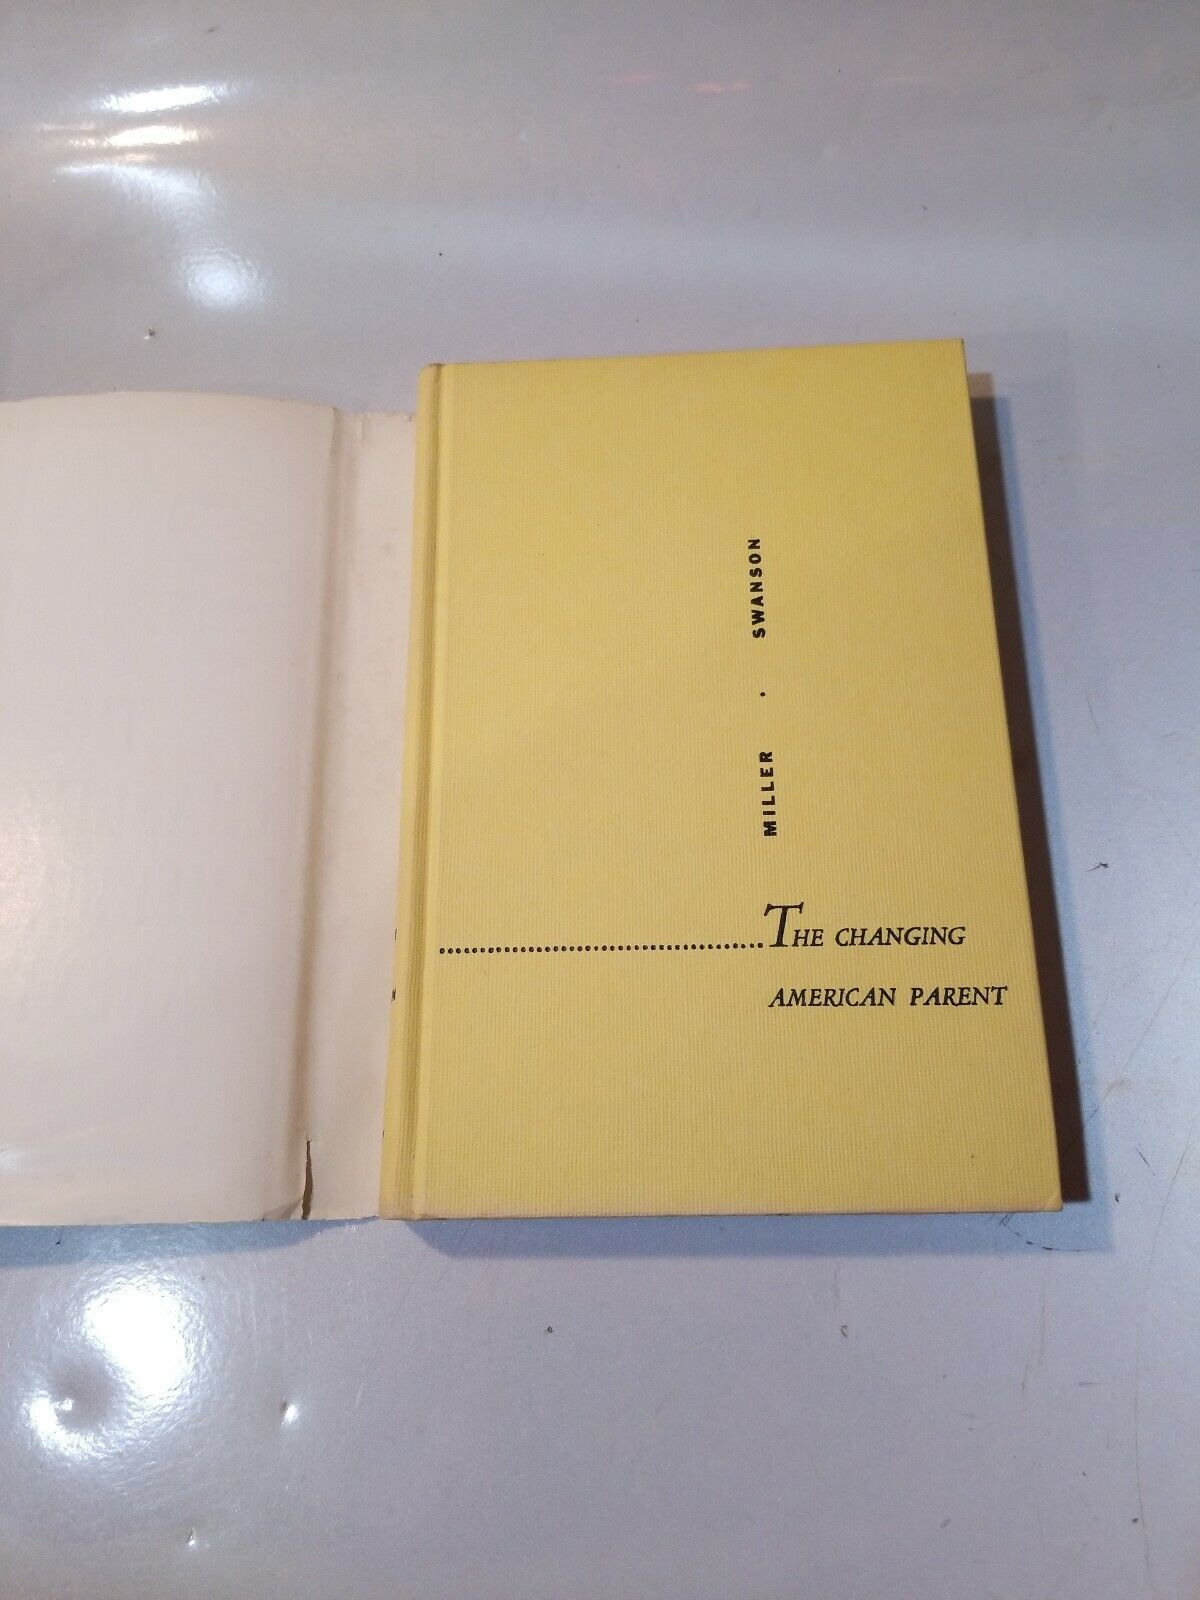 MILLER · SWANSON
THE CHANGING
AMERICAN PARENT